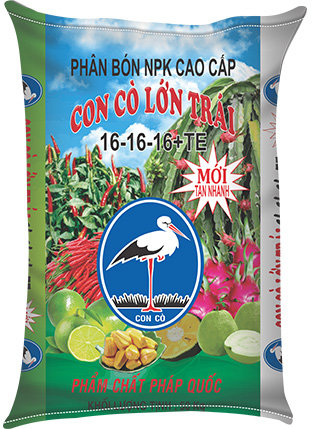 PHÂN BÓN NPK CAO CẤP
CON CÒ LỚN TRÁI
16-16-16+TE
MỚI
TAN NHANH
CON CÒ
PHẨM CHẤT PHÁP QUỐC